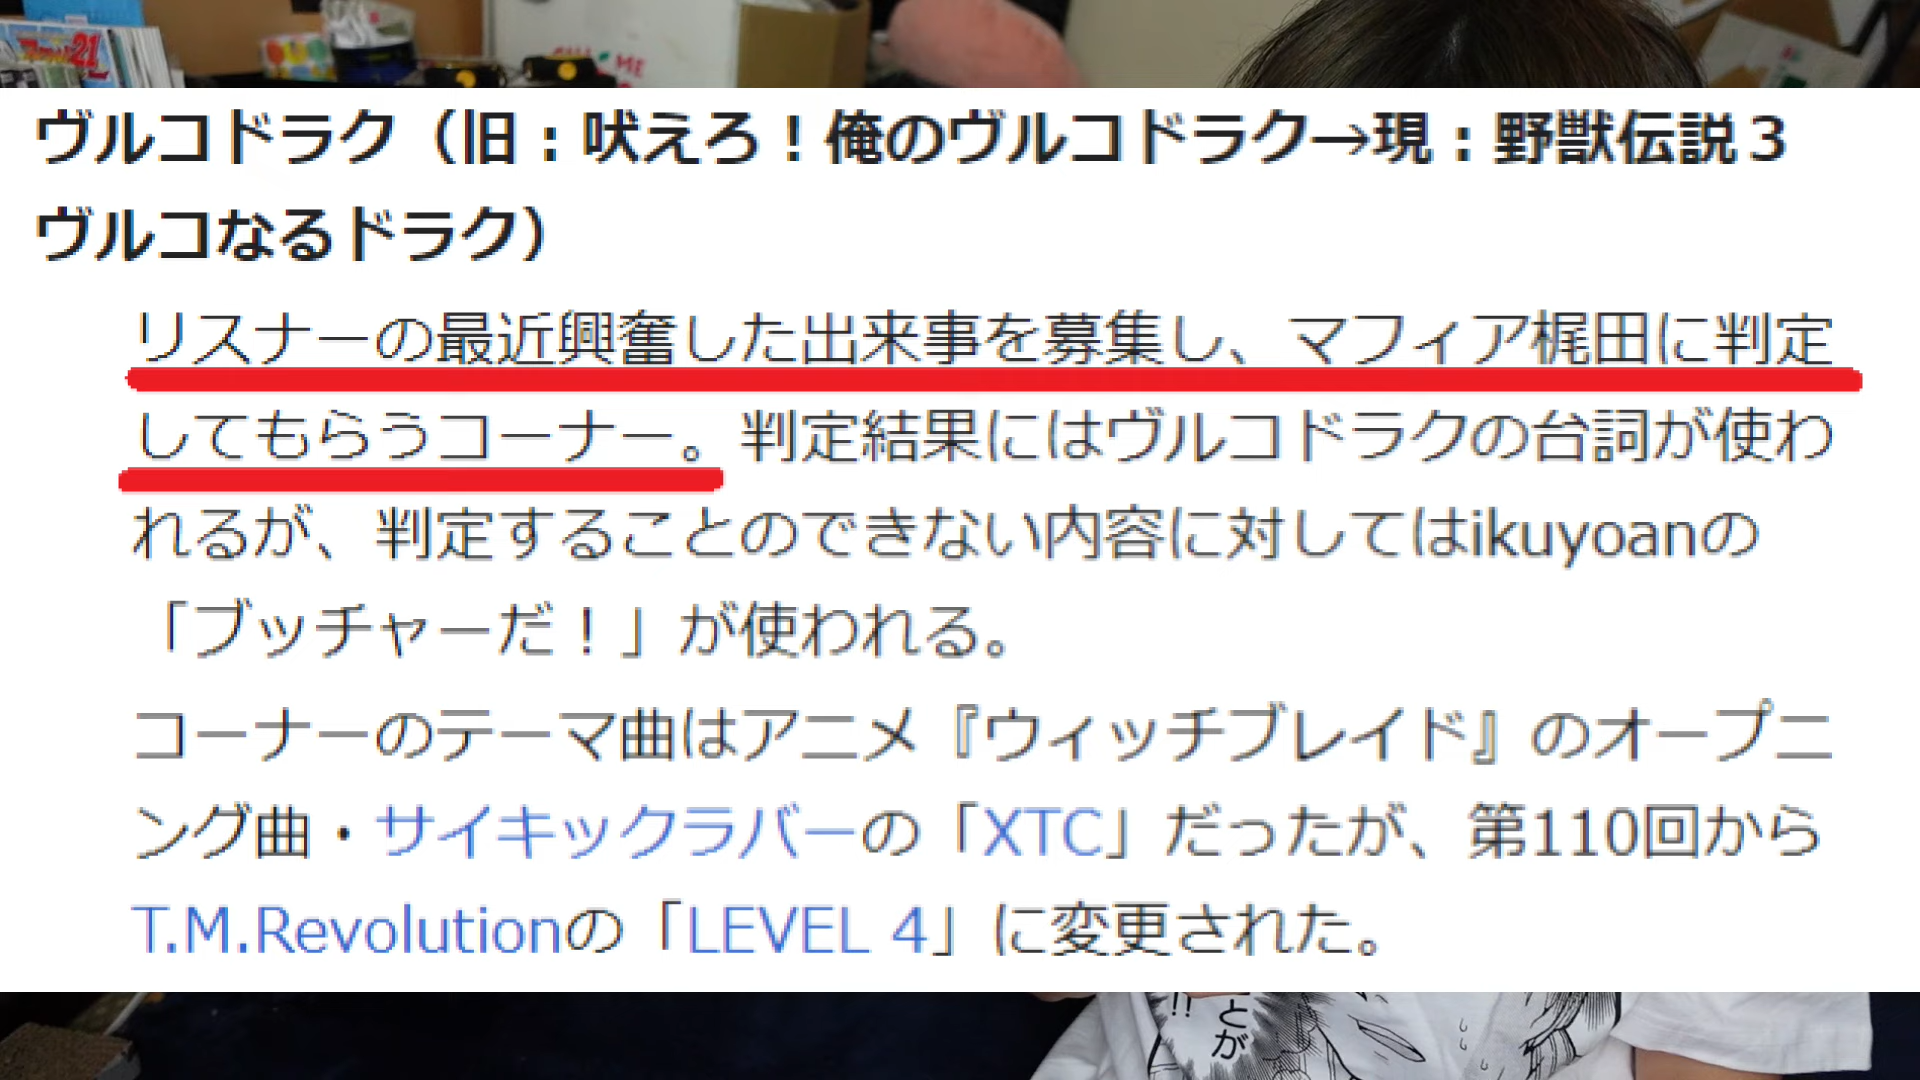 21
ME
ヴルコドラク（旧：吠えろ！俺のヴルコドラク→現：野獣伝説３
ヴルコなるドラク）
リスナーの最近興奮した出来事を募集し、マフィア梶田に判定
してもらうコーナー。判定結果にはヴルコドラクの台詞が使わ
れるが、判定することのできない内容に対してはikuyoanの
「ブッチャーだ！」が使われる。
コーナーのテーマ曲はアニメ『ウィッチブレイド』のオープニ
ング曲・サイキックラバーの「XTC」だったが、第110回から
T.M.Revolutionの「LEVEL 4」に変更された。
とが
!!